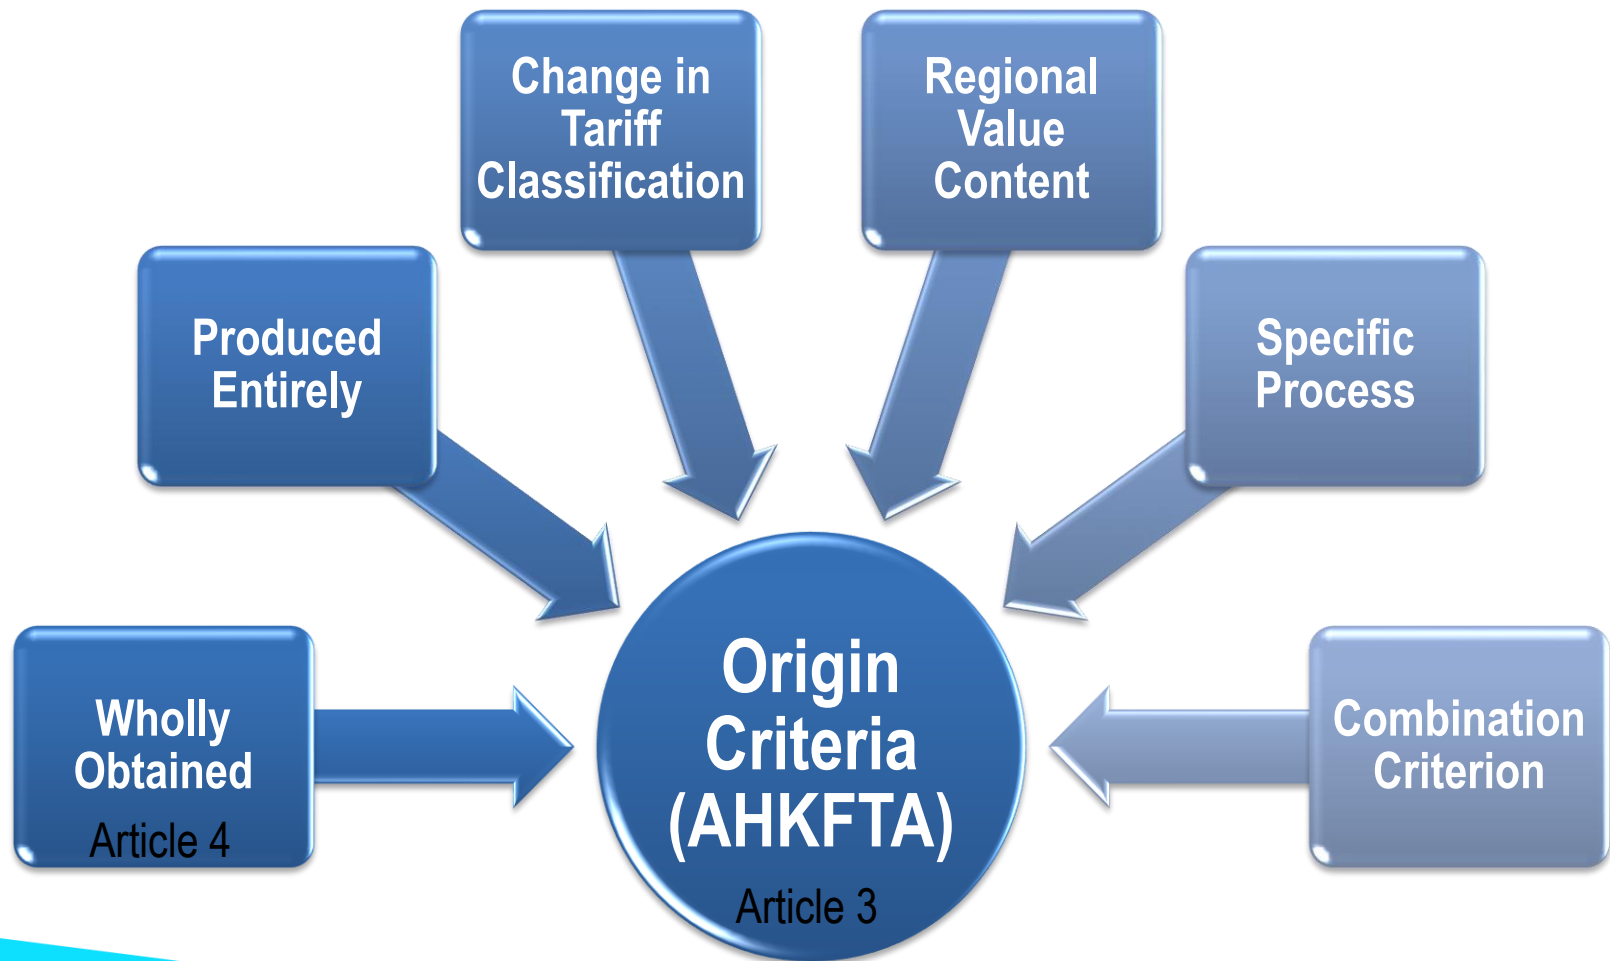 Change in
Tariff
Classification
Regional
Value
Content
Produced
Entirely
Specific
Process
Wholly
Obtained
Article 4
Origin
Criteria
(AHKFTA)
Article 3
Combination
Criterion